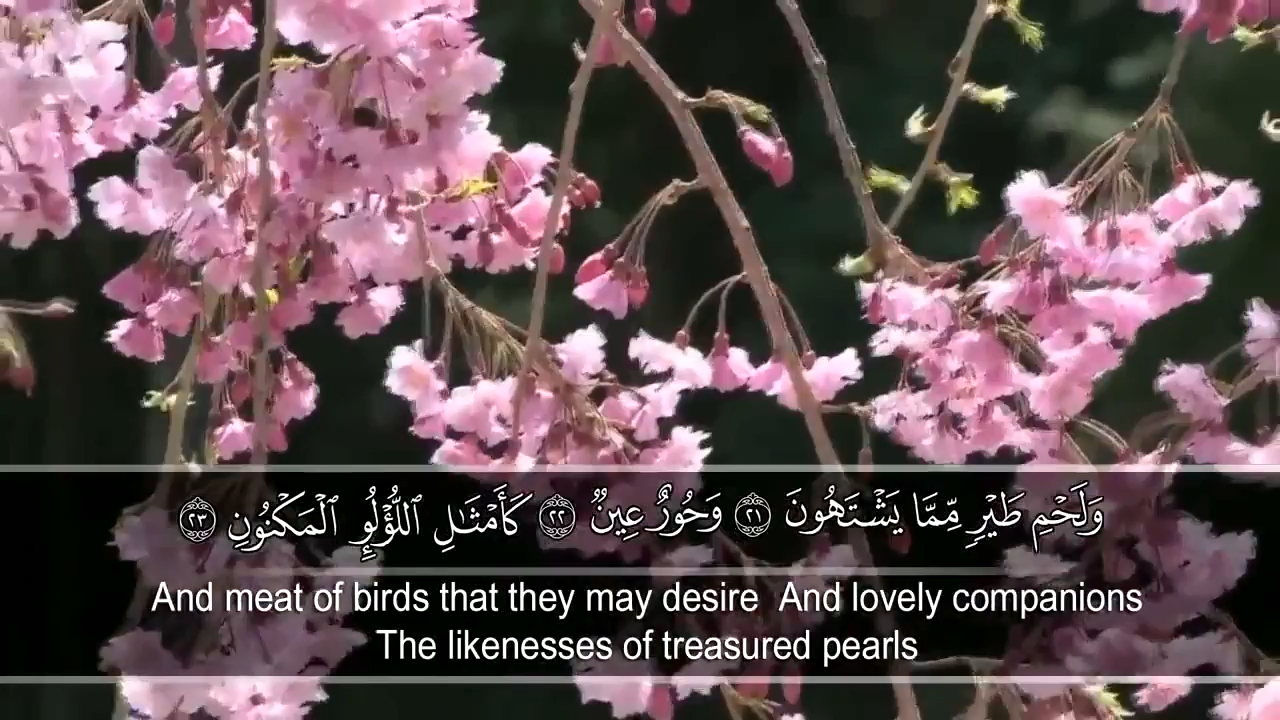 وَلَحْمِ طَيْرٍ مِّمَّا يَشْتَهُونَ ۝٢١ وَحُورٌ عِينٌ ۝٢٢ كَأَمْثَـٰلِ ٱللُّؤْلُوِٕ ٱلْمَكْنُونِ ۝٢٣
And meat of birds that they may desire  And lovely companions
The likenesses of treasured pearls